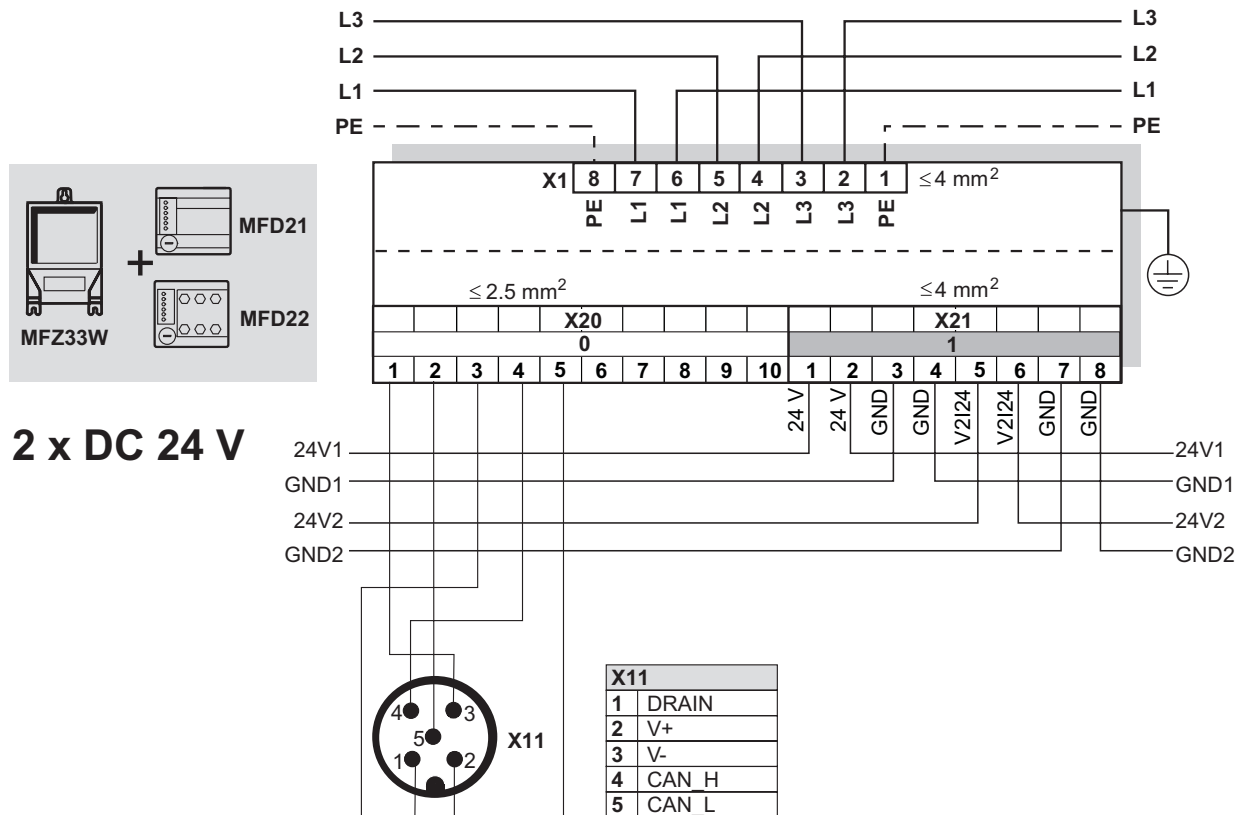 L3 L3
L2 L2
L1 L1
PE PE
X1 8 7 6 5 4 3 2 1 ≤4 mm²
PE L1 L1 L2 L2 L3 L3 PE
MFD21
+
MFD22
MFZ33W
≤2.5 mm² ≤4 mm²
X20 X21
0 1
1 2 3 4 5 6 7 8 9 10 1 2 3 4 5 6 7 8
24 V 24 V GND GND V2I24 V2I24 GND GND
2 x DC 24 V
24V1 24V1
GND1 GND1
24V2 24V2
GND2 GND2
4 3
5
1 2
X11
X11
1 DRAIN
2 V+
3 V-
4 CAN_H
5 CAN_L